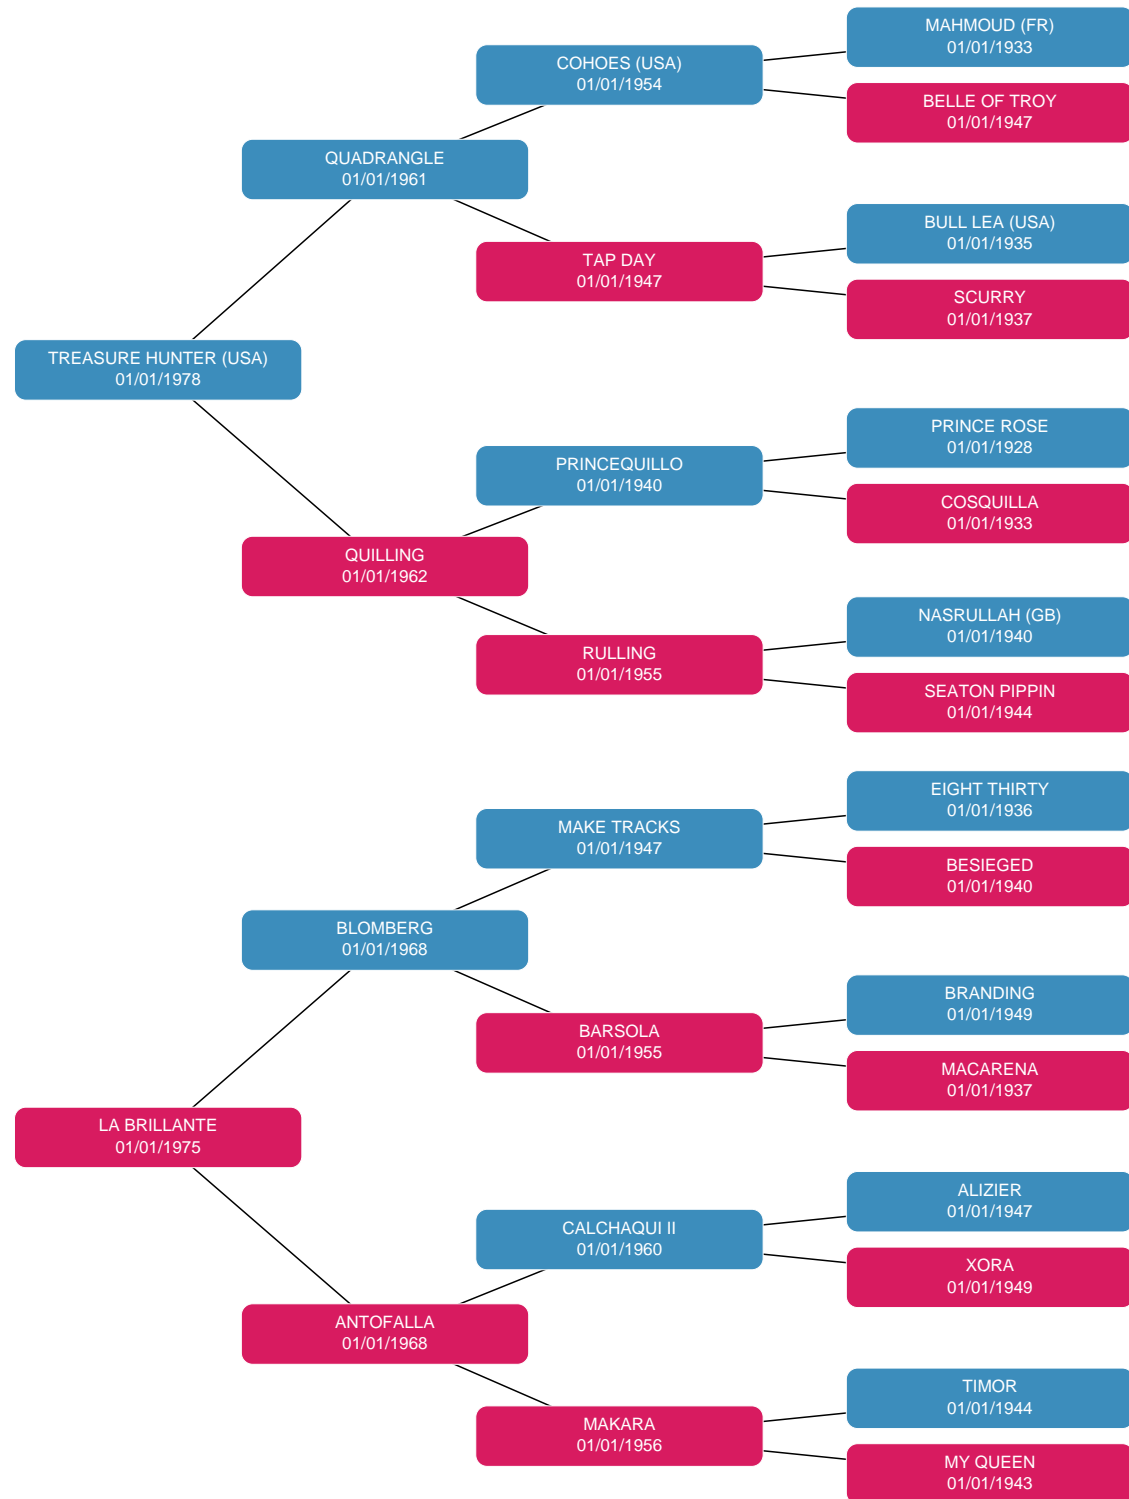 MAHMOUD (FR)
01/01/1933
COHOES (USA)
01/01/1954
BELLE OF TROY
01/01/1947
QUADRANGLE
01/01/1961
BULL LEA (USA)
01/01/1935
TAP DAY
01/01/1947
SCURRY
01/01/1937
TREASURE HUNTER (USA)
01/01/1978
PRINCE ROSE
01/01/1928
PRINCEQUILLO
01/01/1940
COSQUILLA
01/01/1933
QUILLING
01/01/1962
NASRULLAH (GB)
01/01/1940
RULLING
01/01/1955
SEATON PIPPIN
01/01/1944
EIGHT THIRTY
01/01/1936
MAKE TRACKS
01/01/1947
BESIEGED
01/01/1940
BLOMBERG
01/01/1968
BRANDING
01/01/1949
BARSOLA
01/01/1955
MACARENA
01/01/1937
LA BRILLANTE
01/01/1975
ALIZIER
01/01/1947
CALCHAQUI II
01/01/1960
XORA
01/01/1949
ANTOFALLA
01/01/1968
TIMOR
01/01/1944
MAKARA
01/01/1956
MY QUEEN
01/01/1943